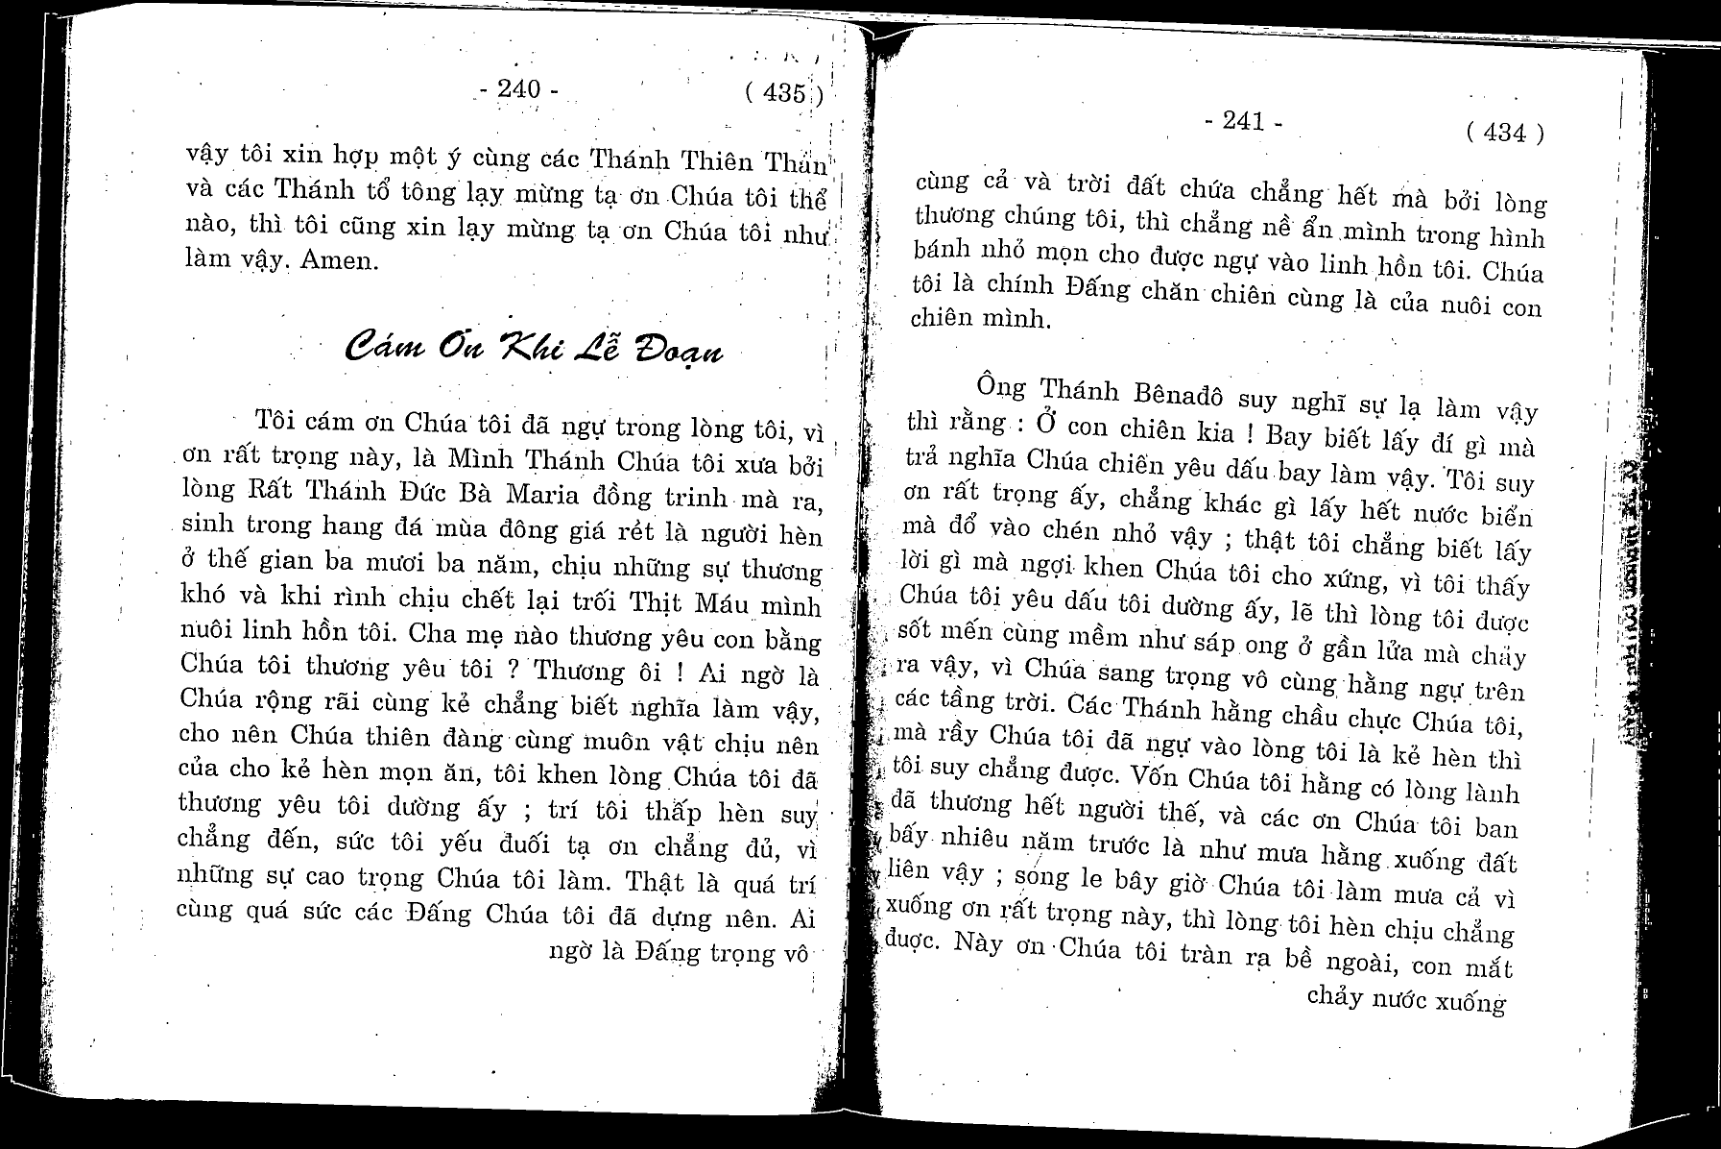 - 240 -
( 435 )
vậy tôi xin hợp một ý cùng các Thánh Thiên Thần
và các Thánh tổ tông lạy mừng tạ ơn Chúa tôi thể
nào, thì tôi cũng xin lạy mừng tạ ơn Chúa tôi như
làm vậy. Amen.
Cám Ơn Khi Lễ Đoạn
Tôi cám ơn Chúa tôi đã ngự trong lòng tôi, vì
ơn rất trọng này, là Mình Thánh Chúa tôi xưa bởi
lòng Rất Thánh Đức Bà Maria đồng trinh mà ra,
sinh trong hang đá mùa đông giá rét là người hèn
ở thế gian ba mươi ba năm, chịu những sự thương
khó và khi rình chịu chết lại trối Thịt Máu mình
nuôi linh hồn tôi. Cha mẹ nào thương yêu con bằng
Chúa tôi thương yêu tôi ? Thương ôi ! Ai ngờ là
Chúa rộng rãi cùng kẻ chẳng biết nghĩa làm vậy,
cho nên Chúa thiên đàng cùng muôn vật chịu nên
của cho kẻ hèn mọn ăn, tôi khen lòng Chúa tôi đã
thương yêu tôi dường ấy ; trí tôi thấp hèn suy
chẳng đến, sức tôi yếu đuối tạ ơn chẳng đủ, vì
những sự cao trọng Chúa tôi làm. Thật là quá trí
cùng quá sức các Đấng Chúa tôi đã dựng nên. Ai
ngờ là Đấng trọng vô
- 241 -
( 434 )
cùng cả và trời đất chứa chẳng hết mà bởi lòng
thương chúng tôi, thì chẳng nề ẩn mình trong hình
bánh nhỏ mọn cho được ngự vào linh hồn tôi. Chúa
tôi là chính Đấng chăn chiên cùng là của nuôi con
chiên mình.
Ông Thánh Bênađô suy nghĩ sự lạ làm vậy
thì rằng : Ở con chiên kia ! Bay biết lấy đí gì mà
trả nghĩa Chúa chiên yêu dấu bay làm vậy. Tôi suy
ơn rất trọng ấy, chẳng khác gì lấy hết nước biển
mà đổ vào chén nhỏ vậy ; thật tôi chẳng biết lấy
lời gì mà ngợi khen Chúa tôi cho xứng, vì tôi thấy
Chúa tôi yêu dấu tôi dường ấy, lẽ thì lòng tôi được
sốt mến cùng mềm như sáp ong ở gần lửa mà chảy
ra vậy, vì Chúa sang trọng vô cùng hằng ngự trên
các tầng trời. Các Thánh hằng chầu chực Chúa tôi,
mà rầy Chúa tôi đã ngự vào lòng tôi là kẻ hèn thì
tôi suy chẳng được. Vốn Chúa tôi hằng có lòng lành
đã thương hết người thế, và các ơn Chúa tôi ban
bấy nhiêu năm trước là như mưa hằng xuống đất
liên vậy ; song le bây giờ Chúa tôi làm mưa cả vì
xuống ơn rất trọng này, thì lòng tôi hèn chịu chẳng
được. Này ơn Chúa tôi tràn ra bề ngoài, con mắt
chảy nước xuống